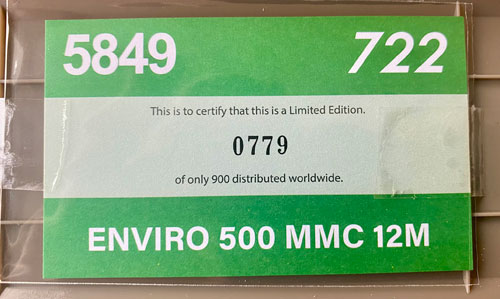 5849 722
This is to certify that this is a Limited Edition.
0779
of only 900 distributed worldwide.
ENVIRO 500 MMC 12M